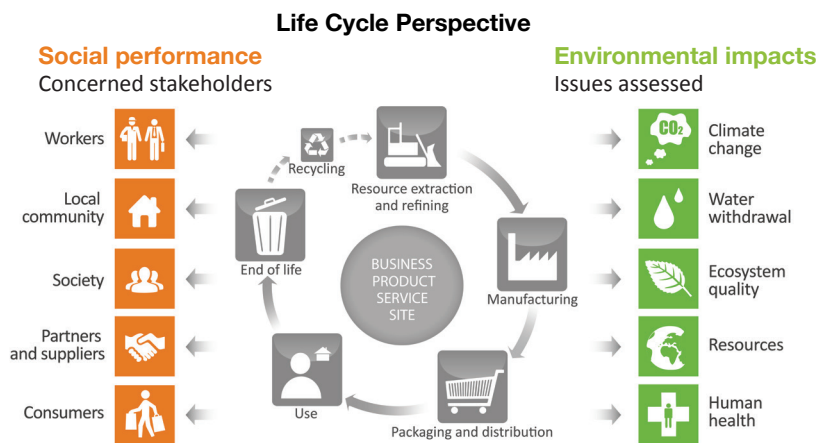 Life Cycle Perspective
Social performance
Concerned stakeholders
Workers
Local
community
Society
Partners
and suppliers
Consumers
Recycling
Resource extraction
and refining
Manufacturing
Packaging and distribution
Use
End of life
BUSINESS
PRODUCT
SERVICE
SITE
Environmental impacts
Issues assessed
CO₂
Climate
change
Water
withdrawal
Ecosystem
quality
Resources
Human
health